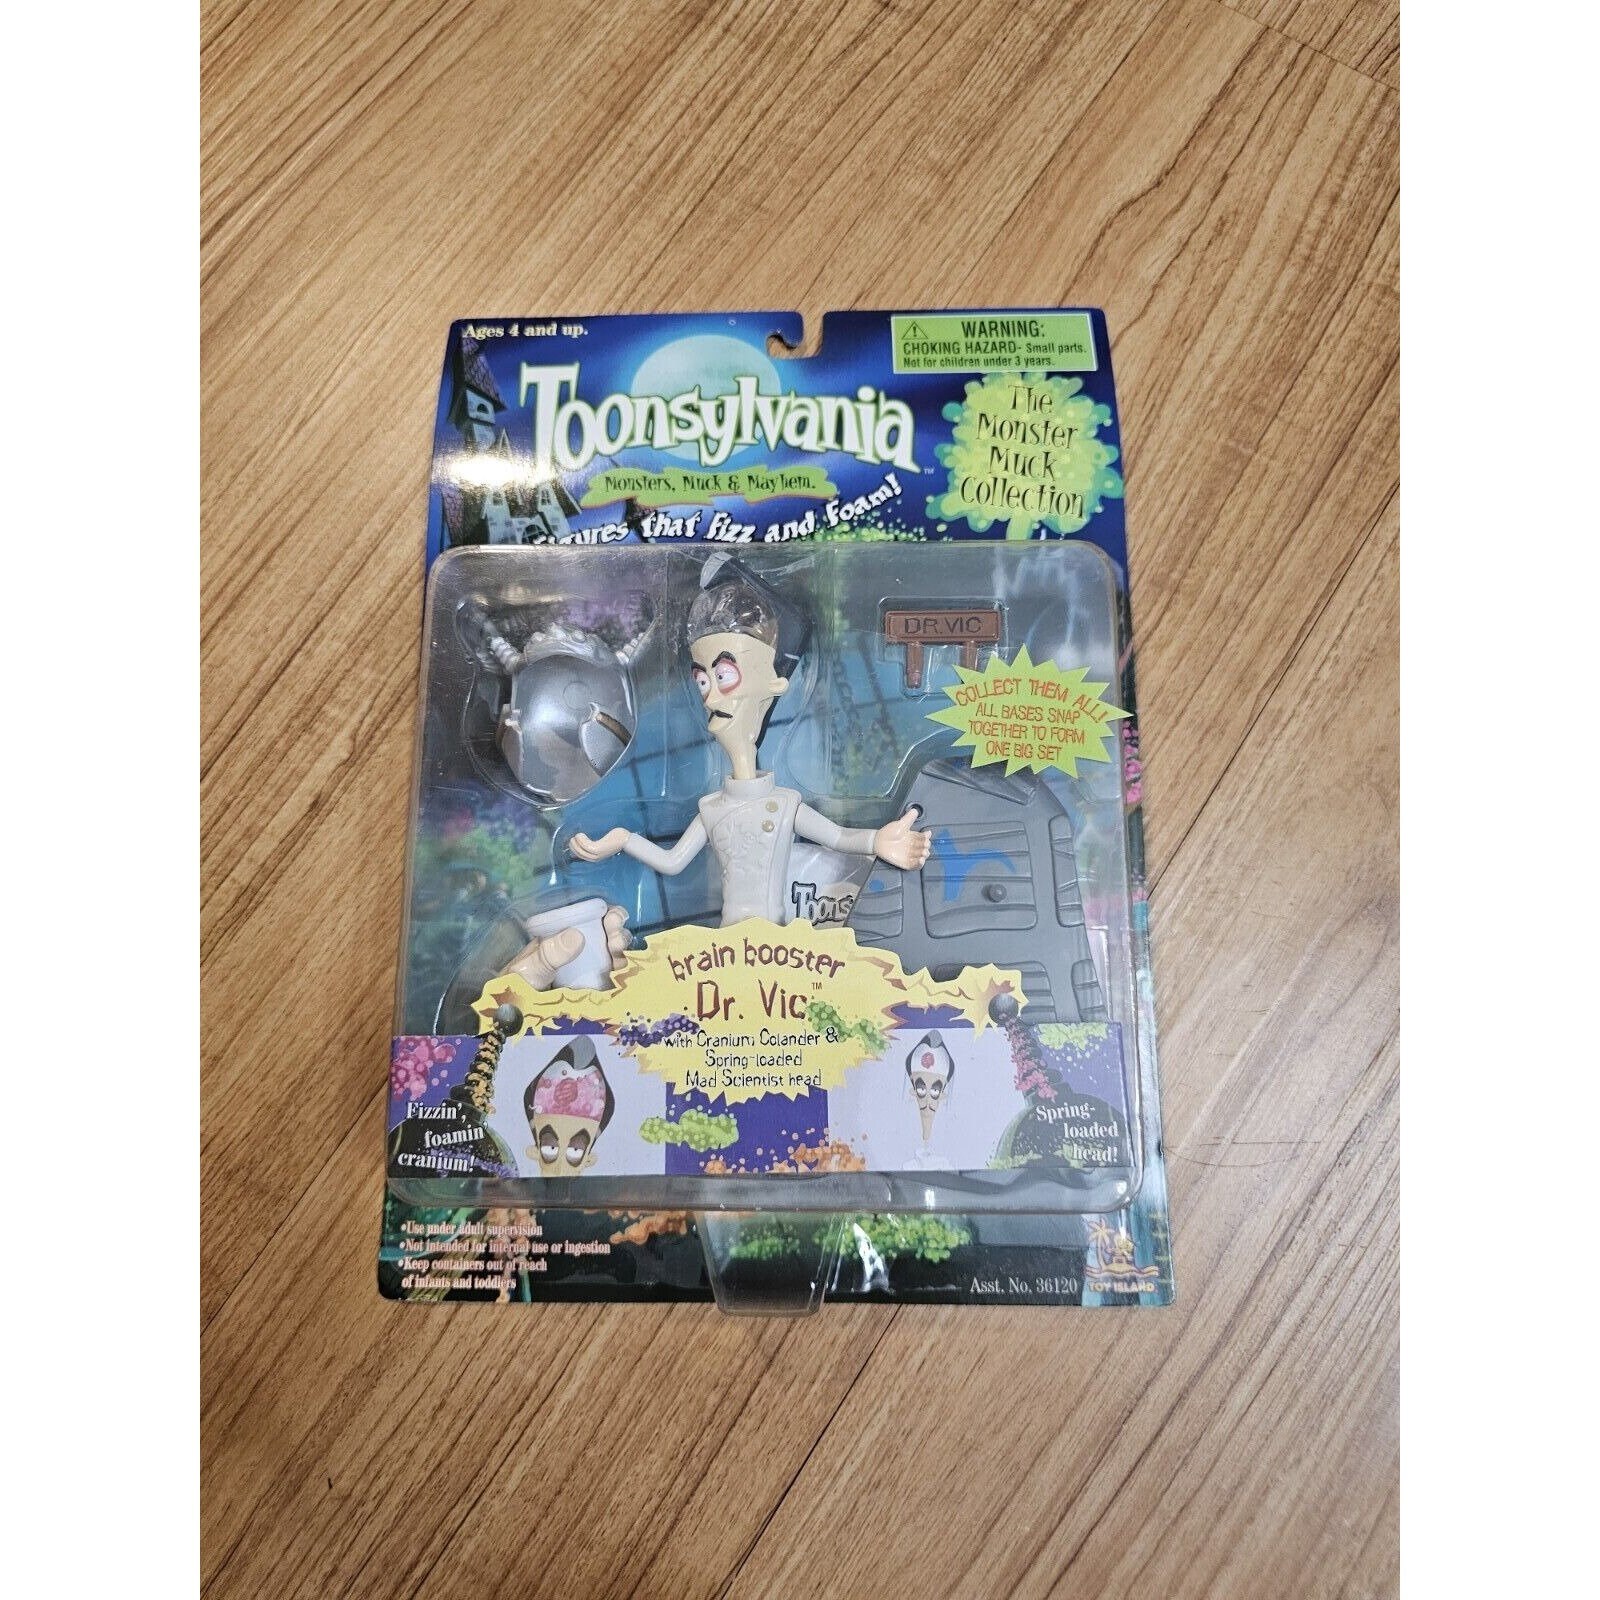 Ages 4 and up.
WARNING:
CHOKING HAZARD- Small parts.
Not for children under 3 years.
Toonsylvania™
Monsters, Muck & Mayhem.
The
Monster
Muck
Collection
that Fizz and Foam!
DR. VIC
COLLECT THEM ALL!
ALL BASES SNAP
TOGETHER TO FORM
ONE BIG SET
Toons
brain booster
Dr. Vic™
with Cranium Colander &
Spring-loaded
Mad Scientist head
Fizzin',
foamin'
cranium!
Spring-
loaded
head!
•Use under adult supervision
•Not intended for internal use or ingestion
•Keep containers out of reach
of infants and toddlers
Asst. No. 36120
TOY ISLAND